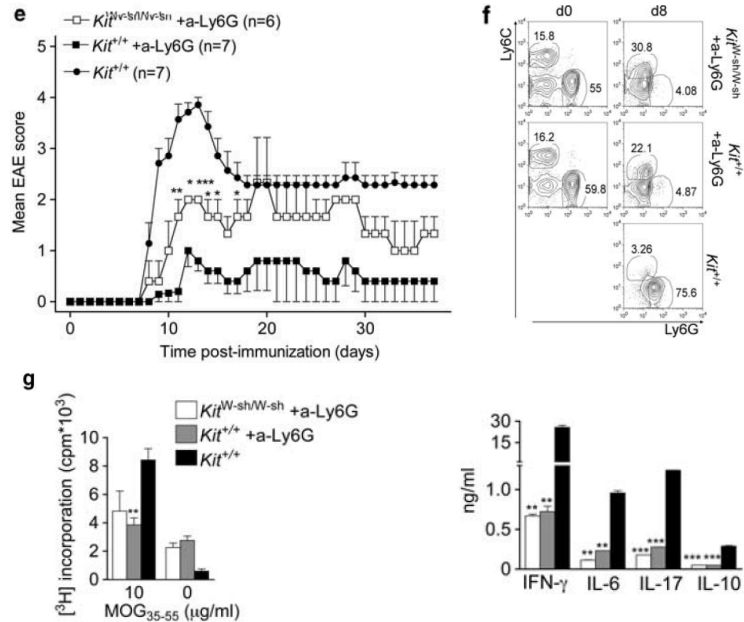 e
+a-Ly6G (n=6)
Kit+/+ +a-Ly6G (n=7)
Kit+/+ (n=7)
5
4
3
2
1
0
Mean EAE score
** * *** * * *
0 10 20 30
Time post-immunization (days)
f
d0 d8
Ly6C
15.8
55
30.8
4.08
KitW-sh/W-sh
+a-Ly6G
16.2
59.8
22.1
4.87
Kit+/+
+a-Ly6G
3.26
75.6
Kit+/+
Ly6G
g
KitW-sh/W-sh +a-Ly6G
Kit+/+ +a-Ly6G
Kit+/+
[³H] incorporation (cpm*10³)
10
8
6
4
2
0
**
10 0
MOG35-55 (µg/ml)
ng/ml
30
15
1.0
0.5
0
** ** ** ** *** *** *** ***
IFN-γ IL-6 IL-17 IL-10